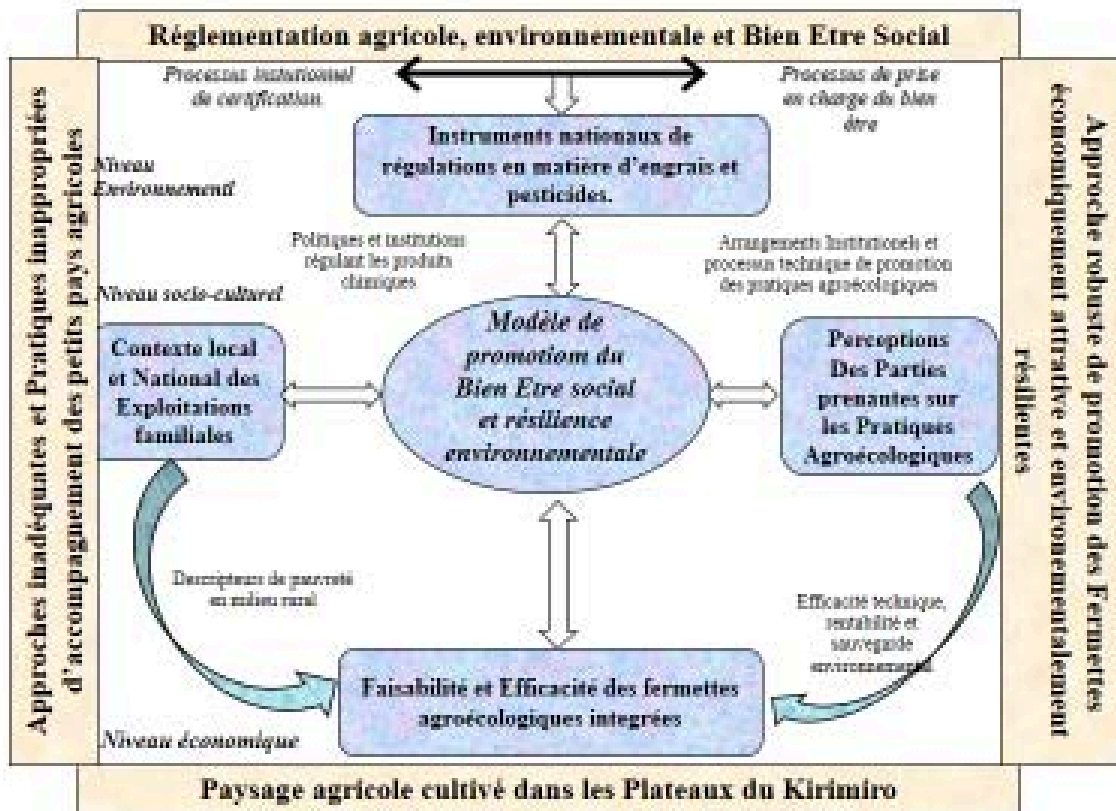 Réglementation agricole, environnementale et Bien Etre Social
Processus instutionnel
de certification.
Processus de prise
en charge du bien
être
Approches inadéquates et Pratiques inappropriées
d'accompagnement des petits pays agricoles
Instruments nationaux de
régulations en matière d'engrais et
pesticides.
Niveau
Environnementl
Politiques et institutions
régulant les produits
chimiques
Arrangements Institutionels et
processus technique de promotion
des pratiques agroécologiques
Niveau socio-culturel
Contexte local
et National des
Exploitations
familiales
Modèle de
promotiom du
Bien Etre social
et résilience
environnementale
Perceptions
Des Parties
prenantes sur
les Pratiques
Agroécologiques
Approche robuste de promotion des Fermettes
économiquement attrative et environementalement
résilientes
Descripteurs de pauvreté
en milieu rural
Efficacité technique,
rentabilité et
sauvegarde
environnementale
Faisabilité et Efficacité des fermettes
agroécologiques integrées
Niveau économique
Paysage agricole cultivé dans les Plateaux du Kirimiro